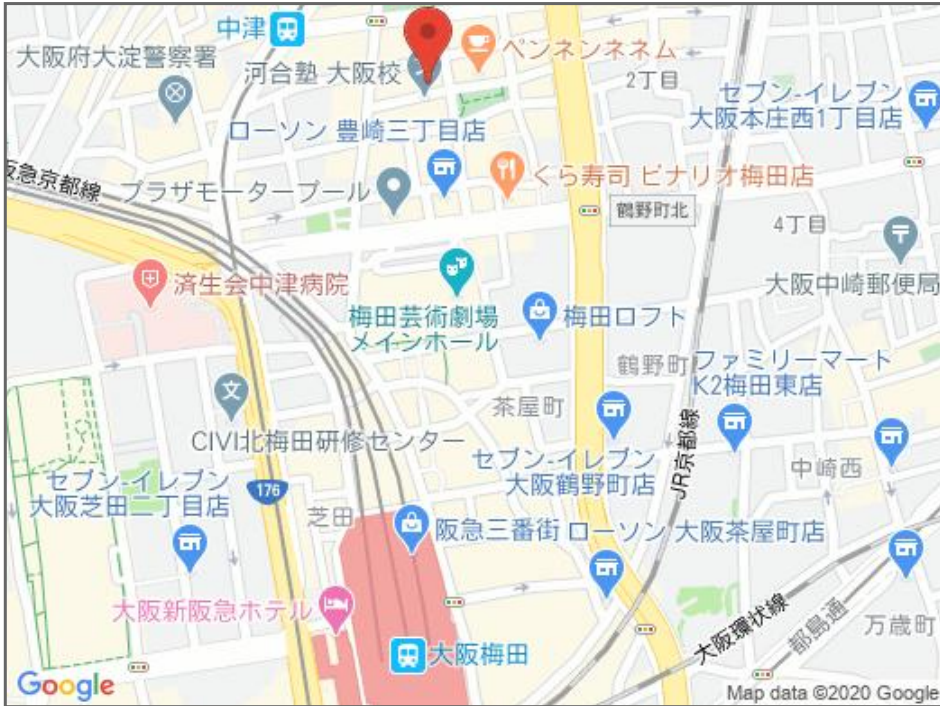 中津
大阪府大淀警察署
河合塾 大阪校
ペンネンネネム
2丁目
セブン-イレブン
大阪本庄西1丁目店
ローソン 豊崎三丁目店
阪急京都線
プラザモータープール
くら寿司 ビナリオ梅田店
鶴野町北
4丁目
済生会中津病院
大阪中崎郵便局
梅田芸術劇場
メインホール
梅田ロフト
鶴野町
ファミリーマート
K2梅田東店
茶屋町
CIVI北梅田研修センター
JR京都線
セブン-イレブン
大阪鶴野町店
中崎西
セブン-イレブン
大阪芝田二丁目店
176
芝田
阪急三番街
ローソン 大阪茶屋町店
大阪新阪急ホテル
大阪環状線
都島通
万歳町
大阪梅田
Google
Map data ©2020 Google